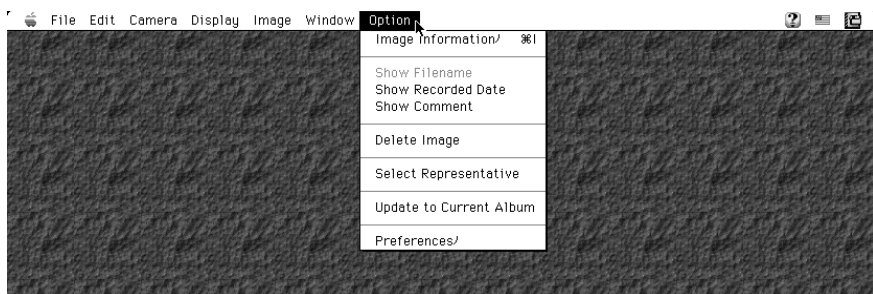 File Edit Camera Display Image Window Option
Image Information/ ⌘I
Show Filename
Show Recorded Date
Show Comment
Delete Image
Select Representative
Update to Current Album
Preferences/